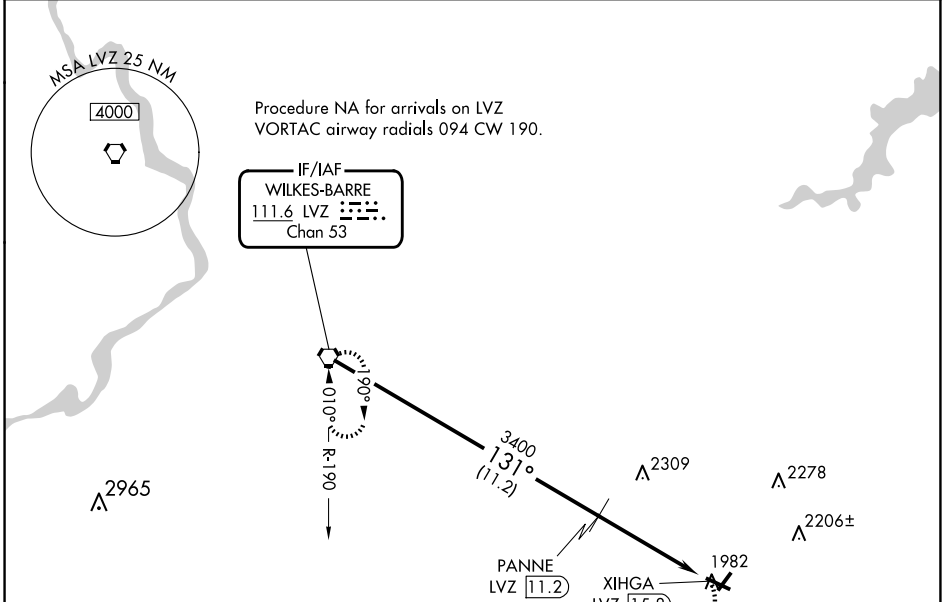 MSA LVZ 25 NM
4000
Procedure NA for arrivals on LVZ
VORTAC airway radials 094 CW 190.
IF/IAF
WILKES-BARRE
111.6 LVZ
Chan 53
190°
010°
R-190
3400
131°
(11.2)
2309
2278
2965
2206±
PANNE
LVZ 11.2
1982
XIHGA